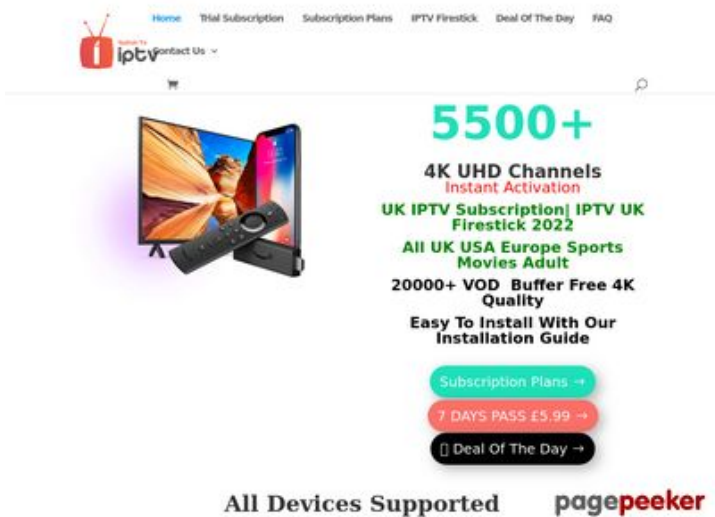 Home Trial Subscription Subscription Plans IPTV Firestick Deal Of The Day FAQ
iptv
Contact Us
5500+
4K UHD Channels
Instant Activation
UK IPTV Subscription| IPTV UK
Firestick 2022
All UK USA Europe Sports
Movies Adult
20000+ VOD Buffer Free 4K
Quality
Easy To Install With Our
Installation Guide
Subscription Plans →
7 DAYS PASS £5.99 →
Deal Of The Day →
All Devices Supported
pagepeeker